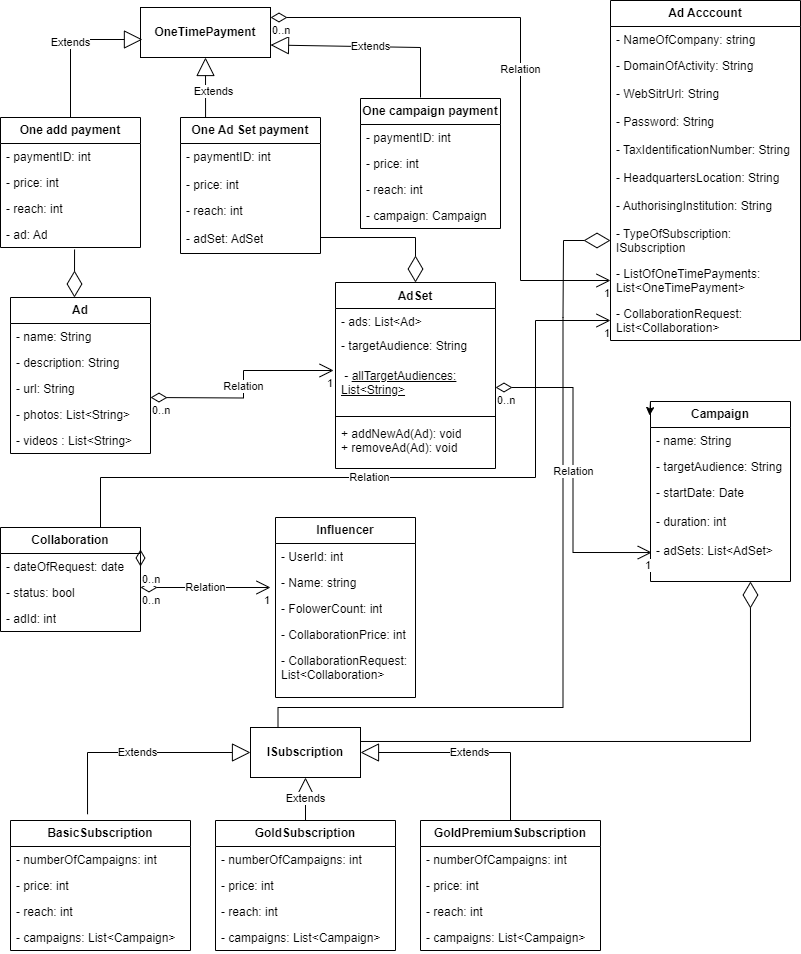 OneTimePayment
0..n
Extends
Extends
Extends
Relation
Ad Acccount
- NameOfCompany: string
- DomainOfActivity: String
- WebSitrUrl: String
- Password: String
- TaxIdentificationNumber: String
- HeadquartersLocation: String
- AuthorisingInstitution: String
- TypeOfSubscription:
ISubscription
- ListOfOneTimePayments:
List<OneTimePayment>
1
- CollaborationRequest:
List<Collaboration>
1
One add payment
- paymentID: int
- price: int
- reach: int
- ad: Ad
One Ad Set payment
- paymentID: int
- price: int
- reach: int
- adSet: AdSet
One campaign payment
- paymentID: int
- price: int
- reach: int
- campaign: Campaign
Ad
- name: String
- description: String
- url: String
- photos: List<String>
- videos : List<String>
0..n
Relation
1
AdSet
- ads: List<Ad>
- targetAudience: String
- allTargetAudiences:
List<String>
+ addNewAd(Ad): void
+ removeAd(Ad): void
0..n
Relation
1
Campaign
- name: String
- targetAudience: String
- startDate: Date
- duration: int
- adSets: List<AdSet>
Relation
Collaboration
- dateOfRequest: date
- status: bool
- adId: int
0..n
0..n
Relation
1
Influencer
- UserId: int
- Name: string
- FolowerCount: int
- CollaborationPrice: int
- CollaborationRequest:
List<Collaboration>
ISubscription
Extends
Extends
Extends
BasicSubscription
- numberOfCampaigns: int
- price: int
- reach: int
- campaigns: List<Campaign>
GoldSubscription
- numberOfCampaigns: int
- price: int
- reach: int
- campaigns: List<Campaign>
GoldPremiumSubscription
- numberOfCampaigns: int
- price: int
- reach: int
- campaigns: List<Campaign>